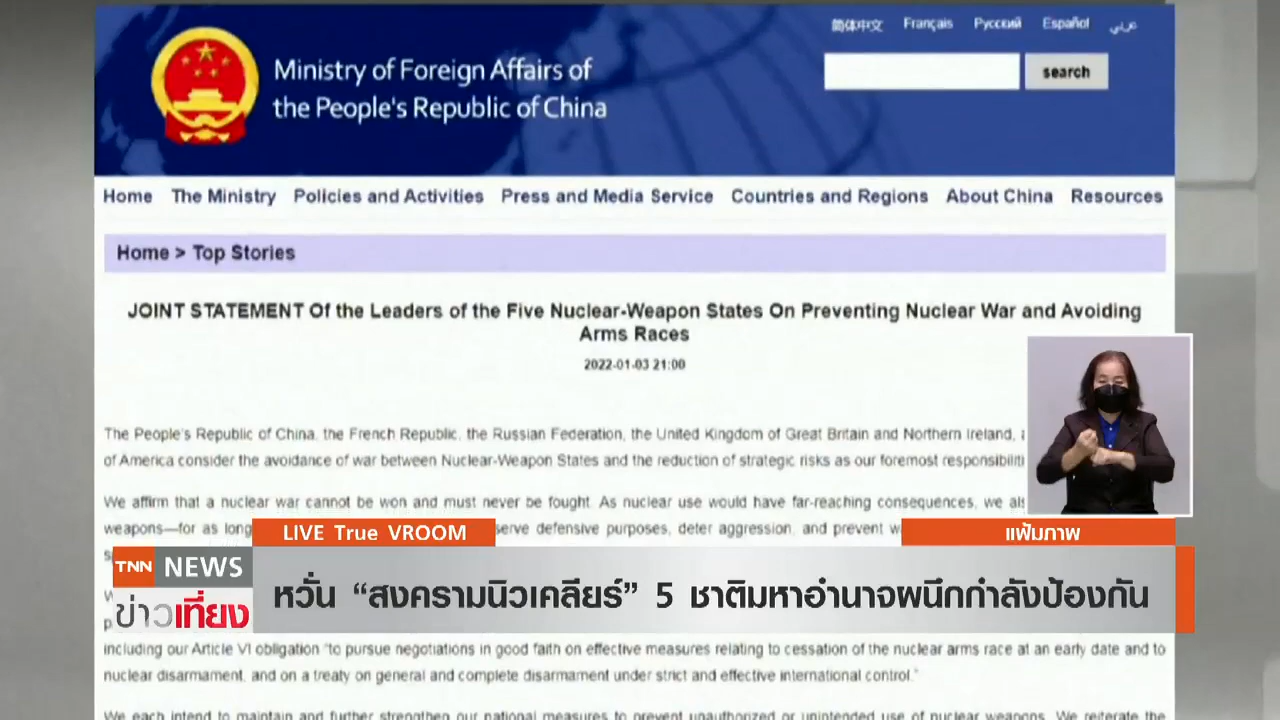 简体中文 Français Русский Español عربي
Ministry of Foreign Affairs of
the People's Republic of China
search
Home The Ministry Policies and Activities Press and Media Service Countries and Regions About China Resources
Home > Top Stories
JOINT STATEMENT Of the Leaders of the Five Nuclear-Weapon States On Preventing Nuclear War and Avoiding
Arms Races
2022-01-03 21:00
The People's Republic of China, the French Republic, the Russian Federation, the United Kingdom of Great Britain and Northern Ireland,
of America consider the avoidance of war between Nuclear-Weapon States and the reduction of strategic risks as our foremost
We affirm that a nuclear war cannot be won and must never be fought. As nuclear use would have far-reaching consequences, we
weapons—for as long defensive purposes, deter aggression, and prevent
LIVE True VROOM
แฟ้มภาพ
TNN NEWS
ข่าวเที่ยง
หวั่น “สงครามนิวเคลียร์” 5 ชาติมหาอำนาจผนึกกำลังป้องกัน
including our Article VI obligation “to pursue negotiations in good faith on effective measures relating to cessation of the nuclear arms race at an early date and to
nuclear disarmament, and on a treaty on general and complete disarmament under strict and effective international control.”
We each intend to maintain and further strengthen our national measures to prevent unauthorized or unintended use of nuclear weapons. We reiterate the